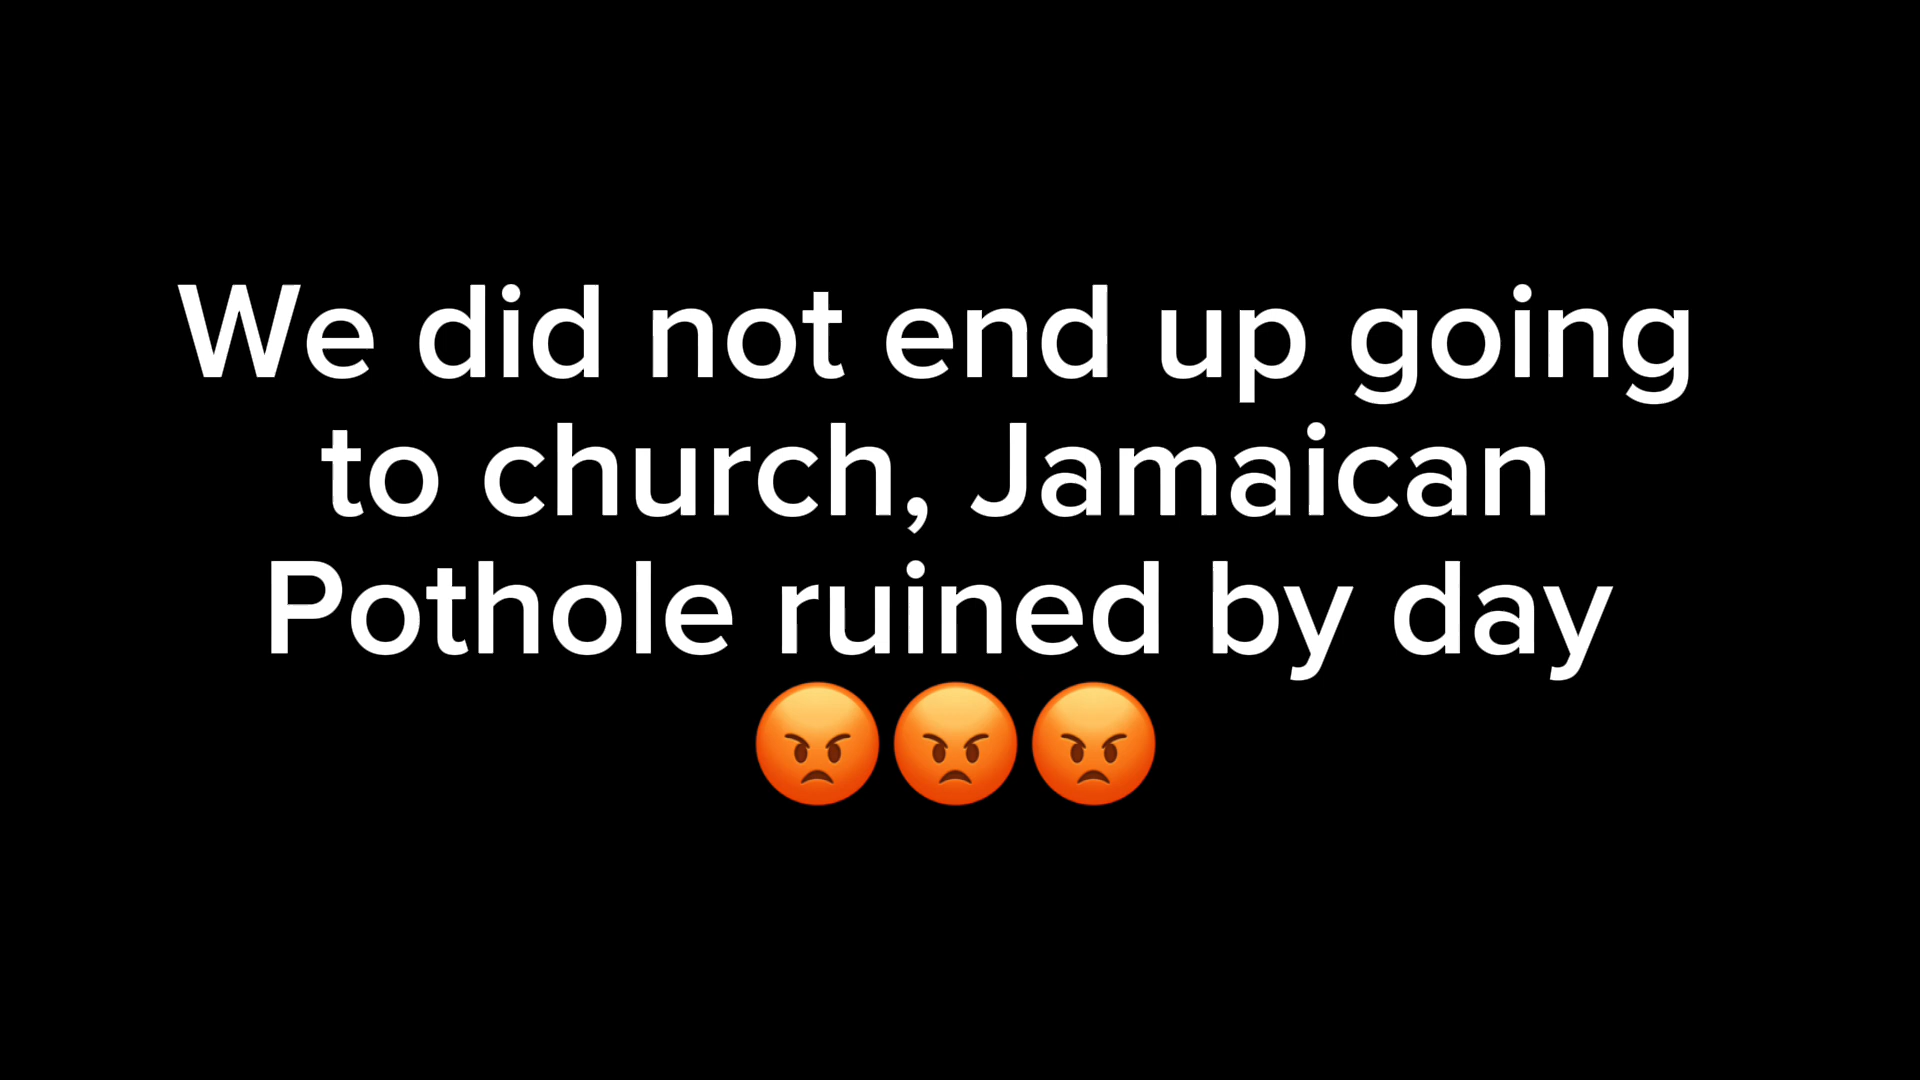 We did not end up going
to church, Jamaican
Pothole ruined by day
😡😡😡